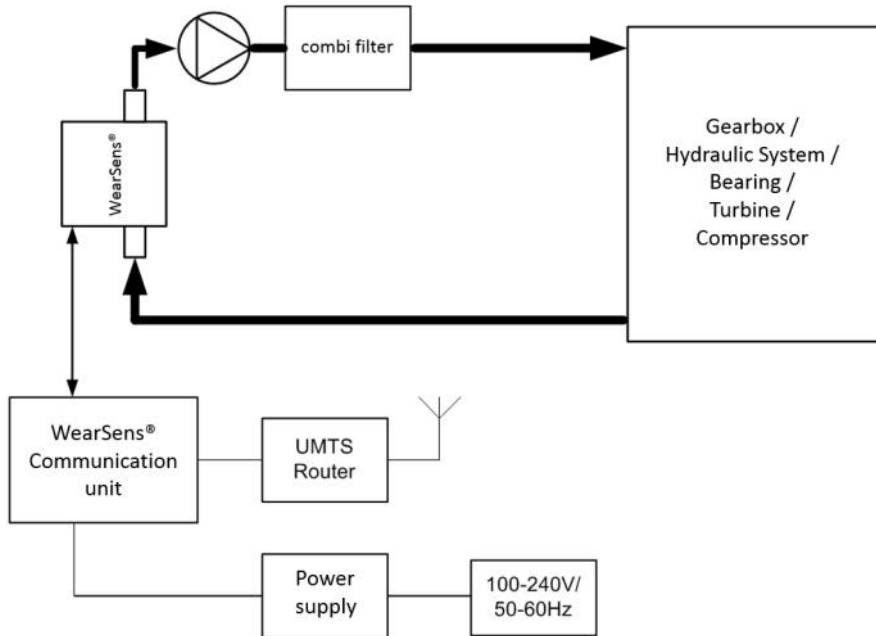 combi filter
WearSens®
Gearbox /
Hydraulic System /
Bearing /
Turbine /
Compressor
WearSens®
Communication
unit
UMTS
Router
Power
supply
100-240V/
50-60Hz